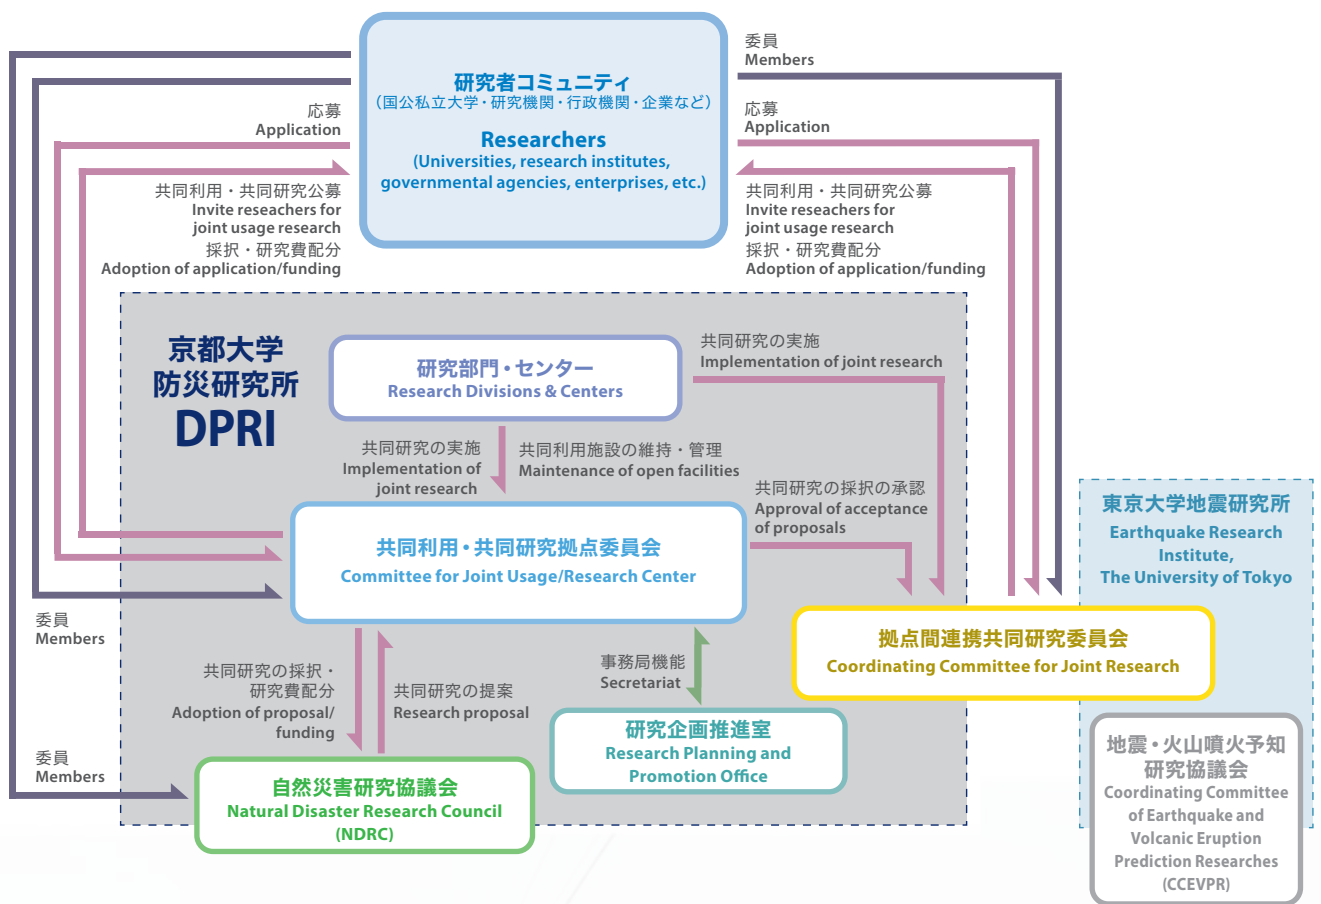 研究者コミュニティ
（国公私立大学・研究機関・行政機関・企業など）
Researchers
(Universities, research institutes,
governmental agencies, enterprises, etc.)
委員
Members
応募
Application
応募
Application
共同利用・共同研究公募
Invite reseachers for
joint usage research
採択・研究費配分
Adoption of application/funding
共同利用・共同研究公募
Invite reseachers for
joint usage research
採択・研究費配分
Adoption of application/funding
京都大学
防災研究所
DPRI
研究部門・センター
Research Divisions & Centers
共同研究の実施
Implementation of joint research
共同研究の実施
Implementation of
joint research
共同利用施設の維持・管理
Maintenance of open facilities
共同研究の採択の承認
Approval of acceptance
of proposals
東京大学地震研究所
Earthquake Research
Institute,
The University of Tokyo
共同利用・共同研究拠点委員会
Committee for Joint Usage/Research Center
委員
Members
拠点間連携共同研究委員会
Coordinating Committee for Joint Research
共同研究の採択・
研究費配分
Adoption of proposal/
funding
共同研究の提案
Research proposal
事務局機能
Secretariat
研究企画推進室
Research Planning and
Promotion Office
委員
Members
自然災害研究協議会
Natural Disaster Research Council
(NDRC)
地震・火山噴火予知
研究協議会
Coordinating Committee
of Earthquake and
Volcanic Eruption
Prediction Researches
(CCEVPR)